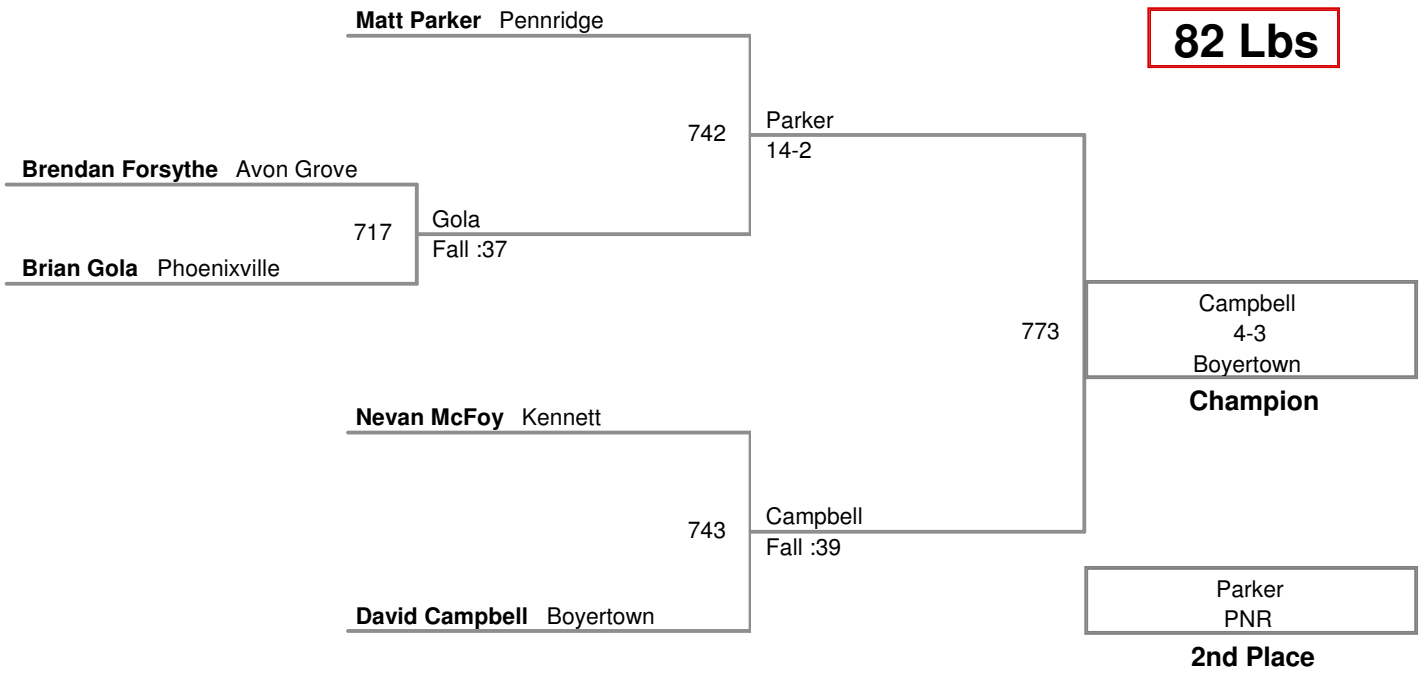 Matt Parker Pennridge
82 Lbs
742
Parker
14-2
Brendan Forsythe Avon Grove
717
Gola
Fall :37
Brian Gola Phoenixville
773
Campbell
4-3
Boyertown
Champion
Nevan McFoy Kennett
743
Campbell
Fall :39
David Campbell Boyertown
Parker
PNR
2nd Place